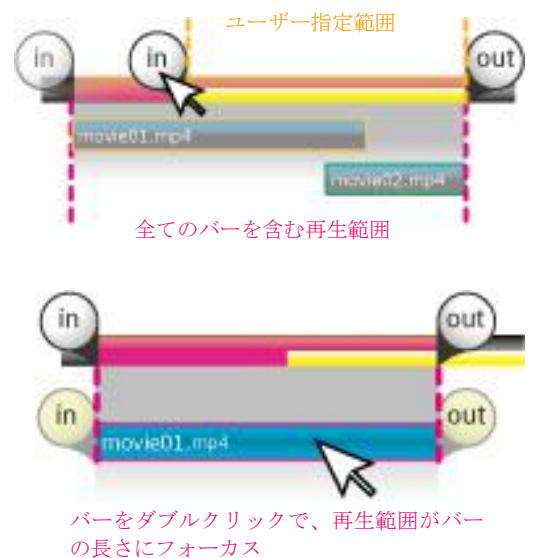 ユーザー指定範囲
in in out
movie01.mp4
movie02.mp4
全てのバーを含む再生範囲
in out
in out
movie01.mp4
バーをダブルクリックで、再生範囲がバー
の長さにフォーカス